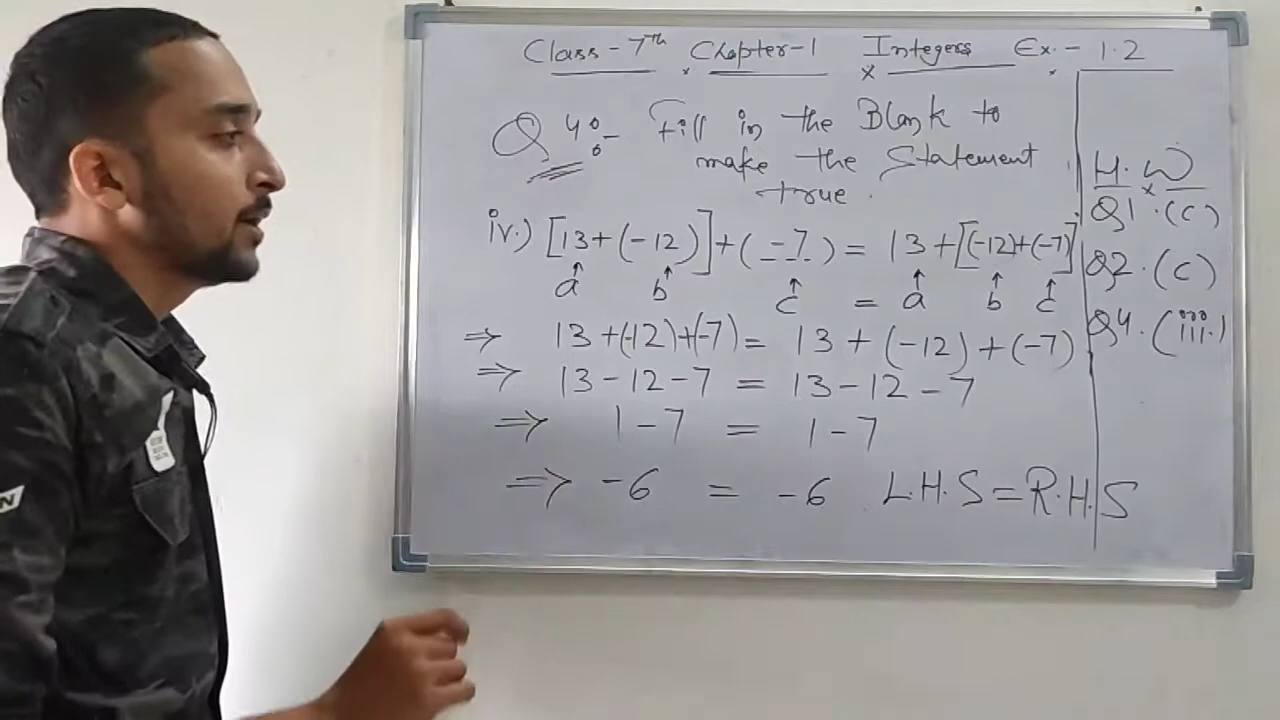 Class-7th Chapter-1 Integers Ex.- 1.2
Q 4:- Fill in the Blank to
make the Statement
true.
iv.) [13+(-12)]+(-7) = 13+[(-12)+(-7)]
a b c = a b c
⇒ 13+(-12)+(-7) = 13+(-12)+(-7)
⇒ 13-12-7 = 13-12-7
⇒ 1-7 = 1-7
⇒ -6 = -6 L.H.S=R.H.S
H.W
Q1.(C)
Q2.(C)
Q4.(iii.)